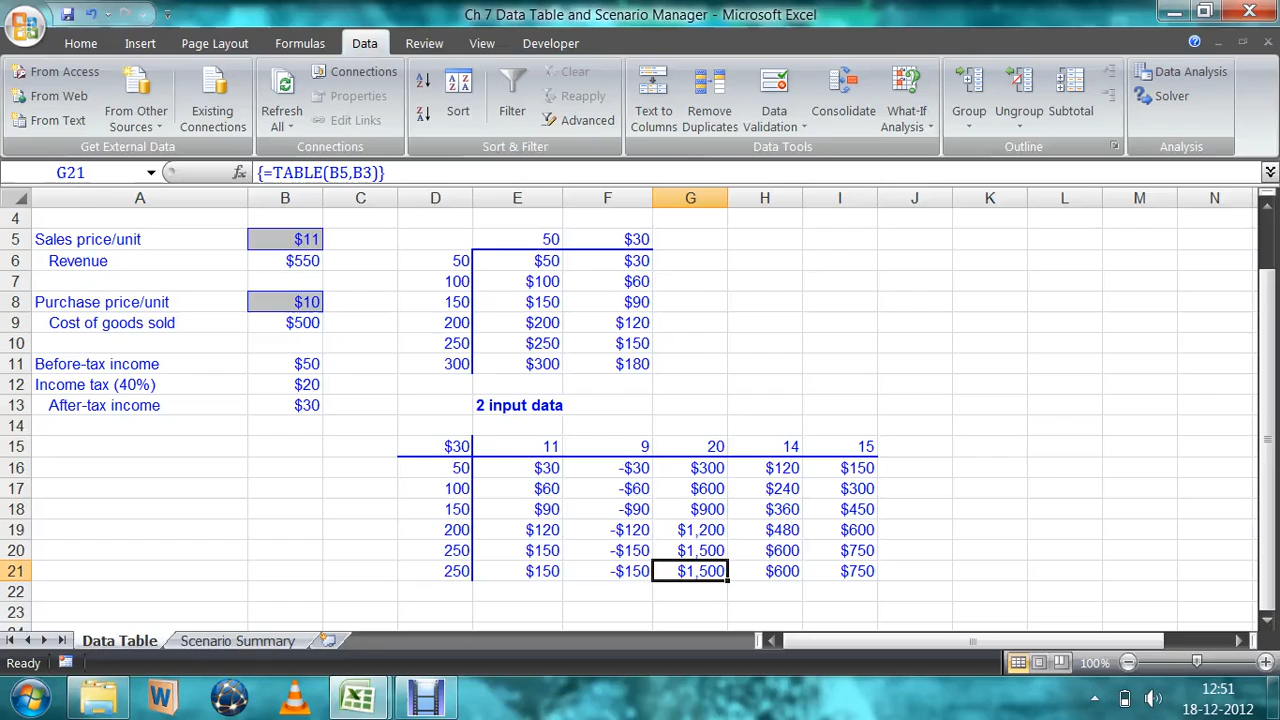 Ch 7 Data Table and Scenario Manager - Microsoft Excel
Home Insert Page Layout Formulas Data Review View Developer
From Access
From Web
From Text
From Other Sources
Existing Connections
Get External Data
Refresh All
Connections
Properties
Edit Links
Connections
Sort
Filter
Clear
Reapply
Advanced
Sort & Filter
Text to Columns
Remove Duplicates
Data Validation
Consolidate
What-If Analysis
Data Tools
Group
Ungroup
Subtotal
Outline
Data Analysis
Solver
Analysis
G21 fx {=TABLE(B5,B3)}
A B C D E F G H I J K L M N
4
5 Sales price/unit $11 50 $30
6 Revenue $550 50 $50 $30
7 100 $100 $60
8 Purchase price/unit $10 150 $150 $90
9 Cost of goods sold $500 200 $200 $120
10 250 $250 $150
11 Before-tax income $50 300 $300 $180
12 Income tax (40%) $20
13 After-tax income $30 2 input data
14
15 $30 11 9 20 14 15
16 50 $30 -$30 $300 $120 $150
17 100 $60 -$60 $600 $240 $300
18 150 $90 -$90 $900 $360 $450
19 200 $120 -$120 $1,200 $480 $600
20 250 $150 -$150 $1,500 $600 $750
21 250 $150 -$150 $1,500 $600 $750
22
23
Data Table Scenario Summary
Ready 100%
12:51
18-12-2012